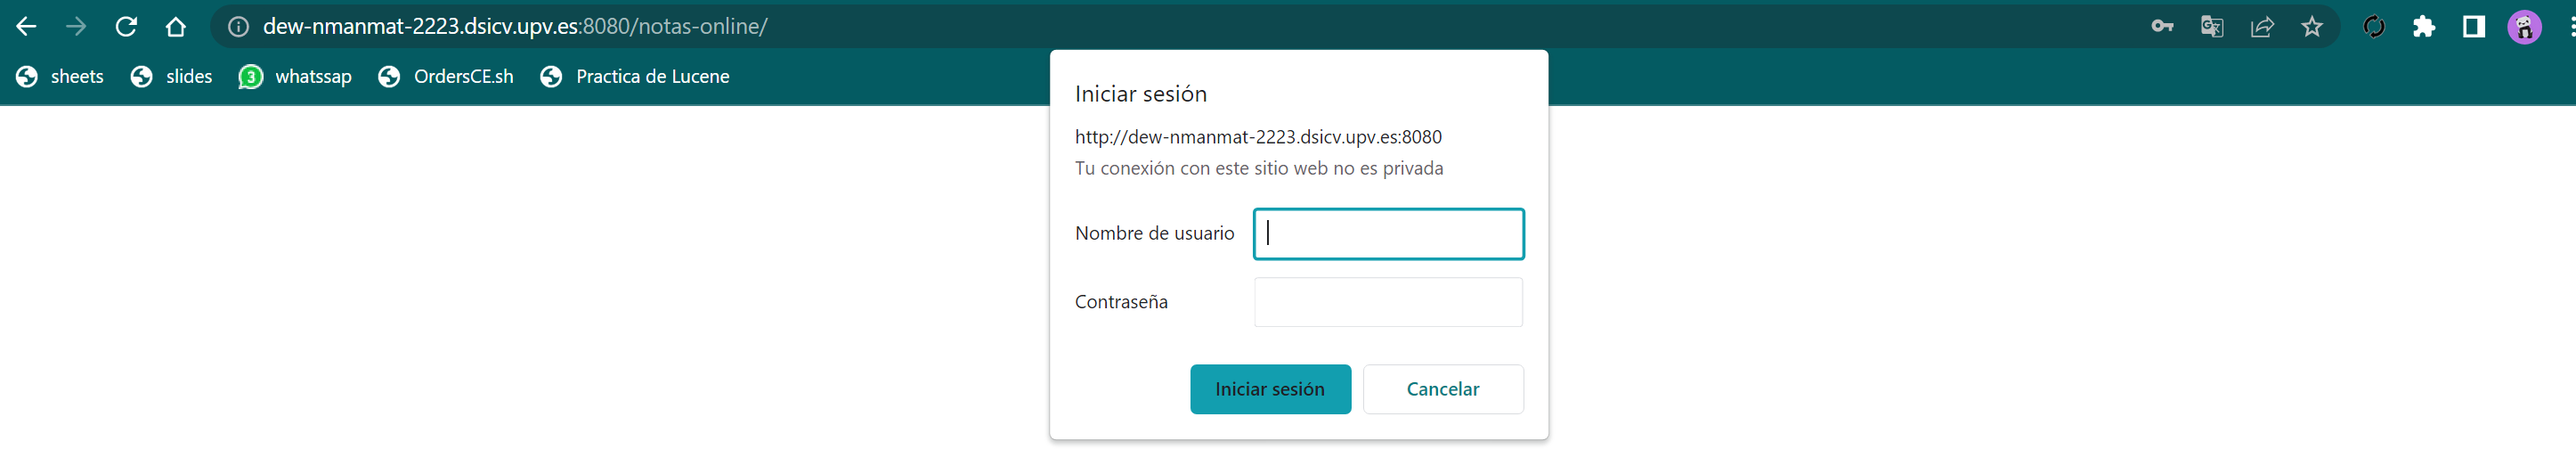 dew-nmanmat-2223.dsicv.upv.es:8080/notas-online/
sheets slides 3 whatssap OrdersCE.sh Practica de Lucene
Iniciar sesión
http://dew-nmanmat-2223.dsicv.upv.es:8080
Tu conexión con este sitio web no es privada
Nombre de usuario
Contraseña
Iniciar sesión Cancelar